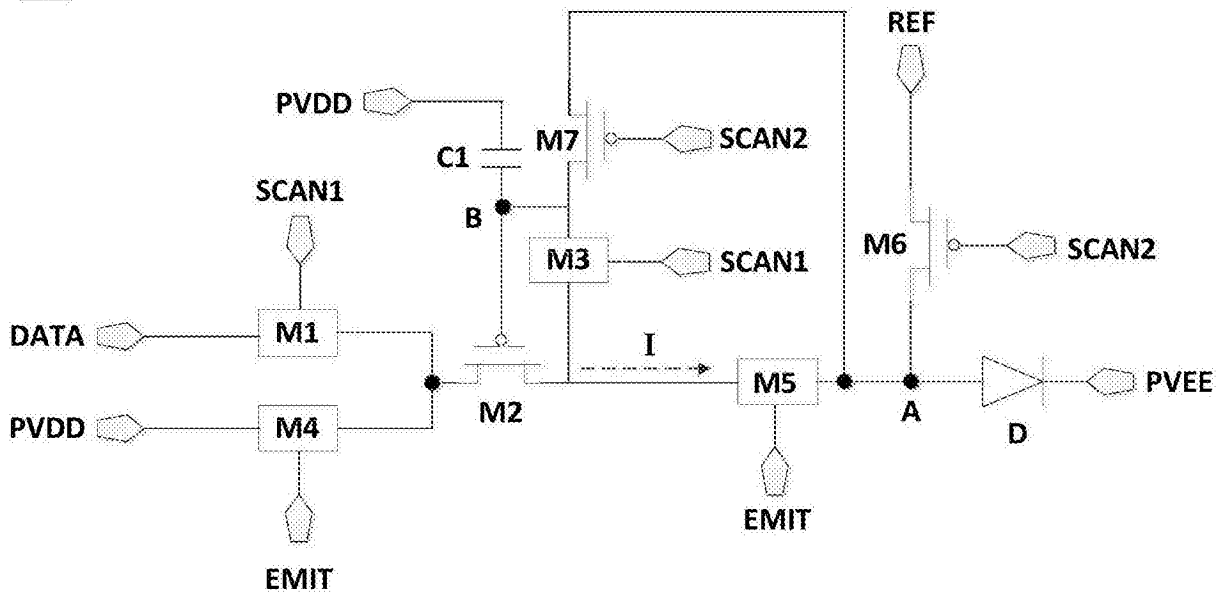 REF
PVDD
M7
SCAN2
C1
SCAN1
B
M3
SCAN1
M6
SCAN2
DATA
M1
I
M5
PVEE
M2
A
D
PVDD
M4
EMIT
EMIT